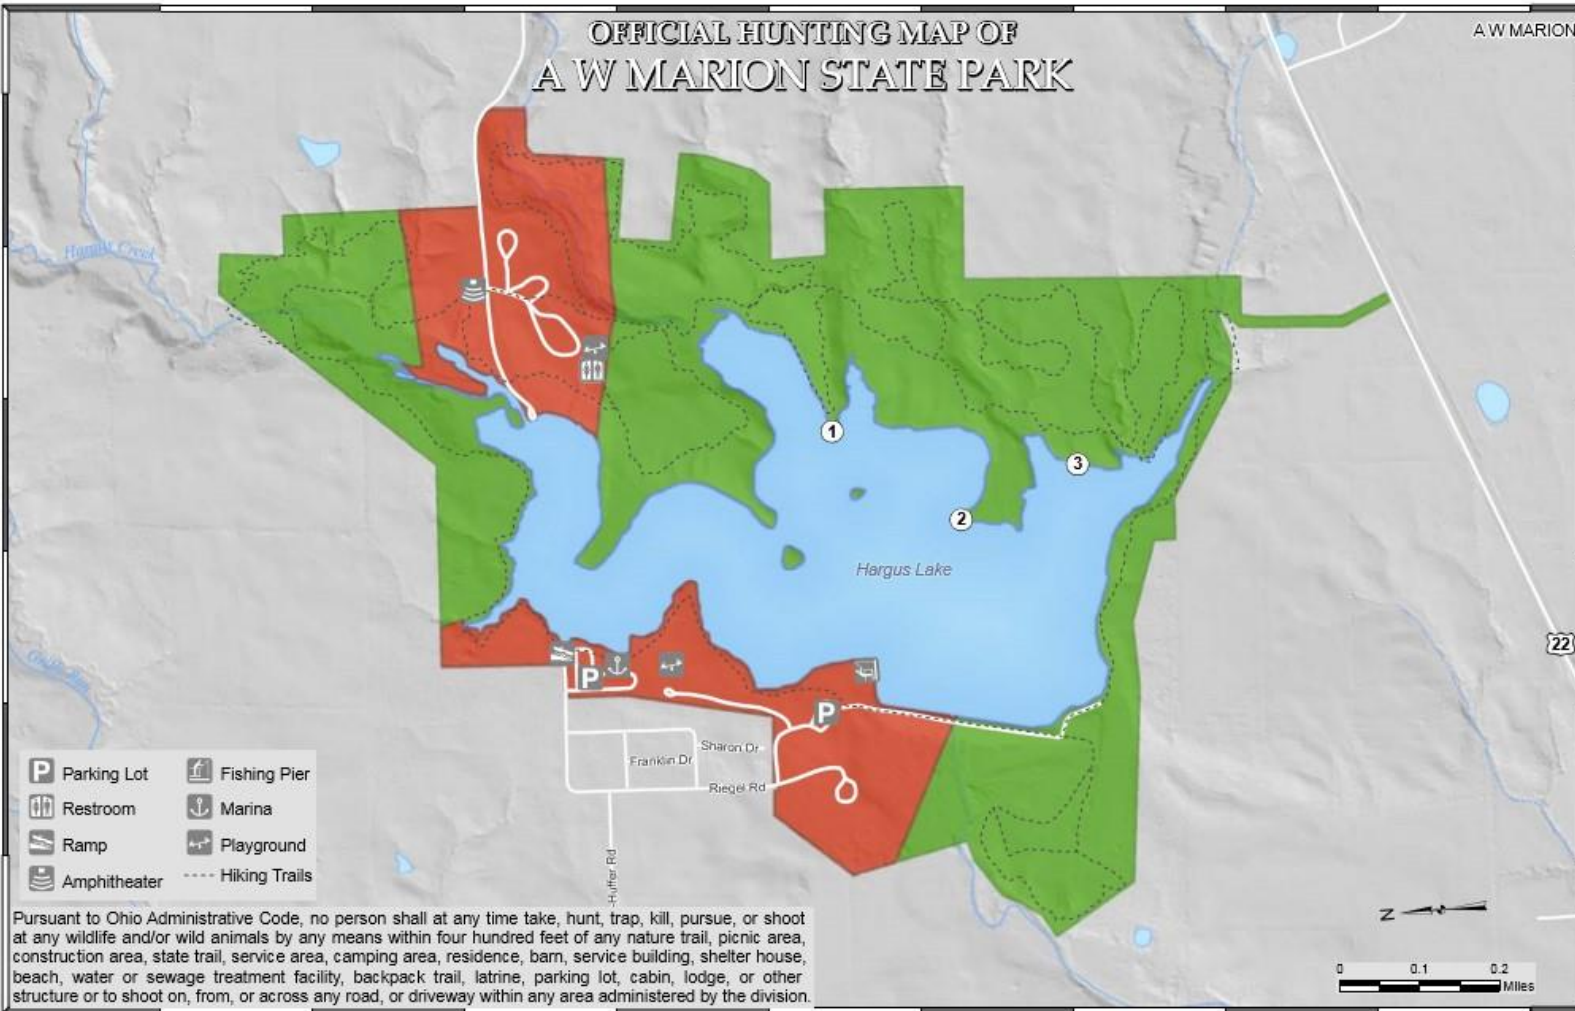 OFFICIAL HUNTING MAP OF
A W MARION STATE PARK
A W MARION
Hargus Creek
1
3
2
Hargus Lake
22
P
P
Sharon Dr
Franklin Dr
Riegel Rd
Huffer Rd
P Parking Lot
Fishing Pier
Restroom
Marina
Ramp
Playground
Amphitheater
Hiking Trails
Pursuant to Ohio Administrative Code, no person shall at any time take, hunt, trap, kill, pursue, or shoot
at any wildlife and/or wild animals by any means within four hundred feet of any nature trail, picnic area,
construction area, state trail, service area, camping area, residence, barn, service building, shelter house,
beach, water or sewage treatment facility, backpack trail, latrine, parking lot, cabin, lodge, or other
structure or to shoot on, from, or across any road, or driveway within any area administered by the division.
N
0 0.1 0.2
Miles